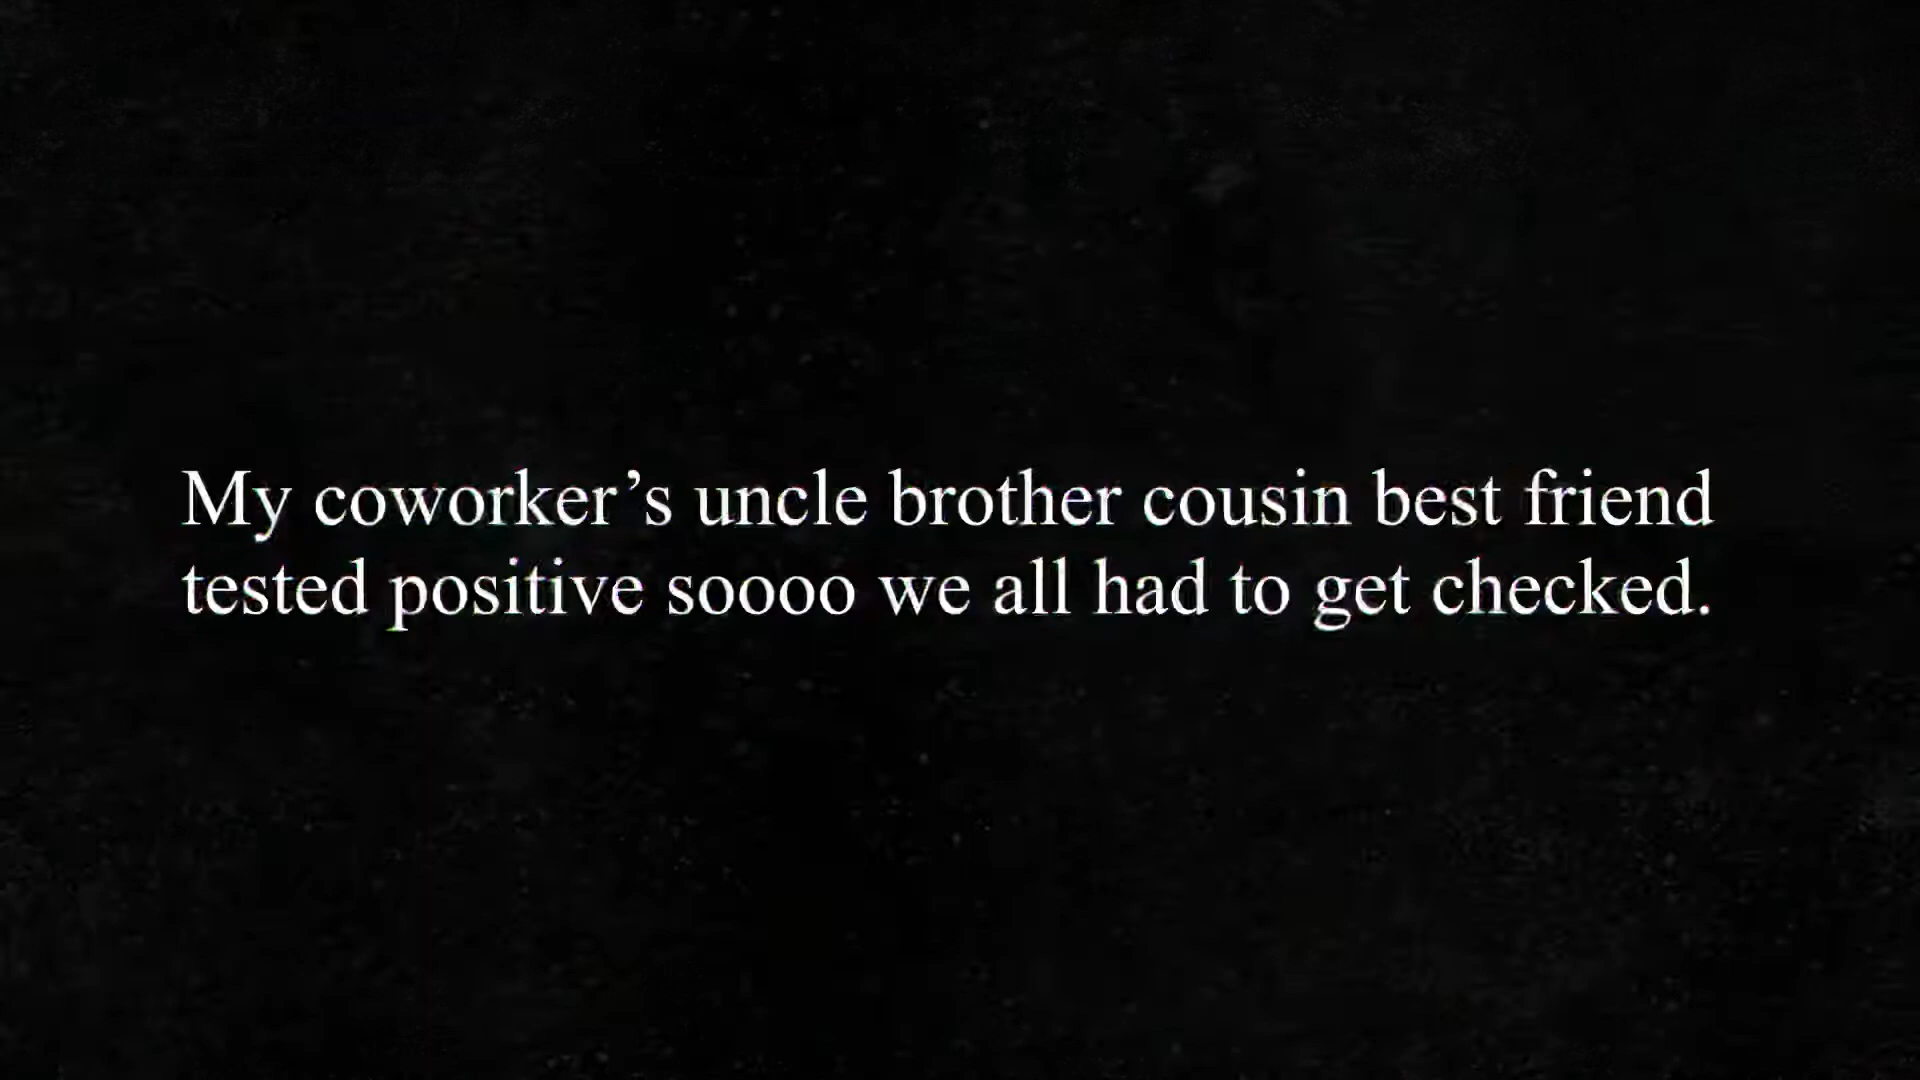 My coworker’s uncle brother cousin best friend
tested positive soooo we all had to get checked.